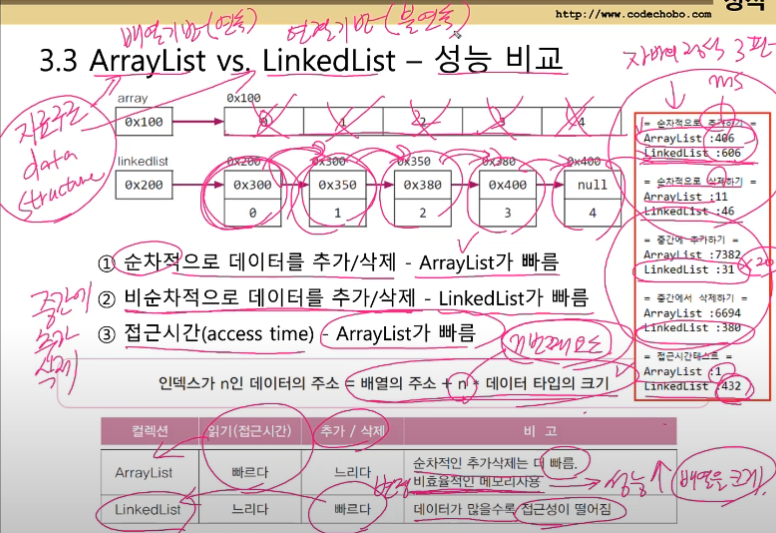 http://www.codechobo.com
배열기반(연속)
연결기반(불연속)
3.3 ArrayList vs. LinkedList – 성능 비교
자바의 정석 3판
ms
array
0x100
0x100
0
1
2
3
4
linkedlist
0x200
0x300
0x350
0x380
0x400
0x200
0x300
0x350
0x380
0x400
null
0
1
2
3
4
자료구조
data
structure
= 순차적으로 추가하기 =
ArrayList :406
LinkedList :606
= 순차적으로 삭제하기 =
ArrayList :11
LinkedList :46
= 중간에 추가하기 =
ArrayList :7382
LinkedList :31
= 중간에서 삭제하기 =
ArrayList :6694
LinkedList :380
= 접근시간테스트 =
ArrayList :1
LinkedList :432
① 순차적으로 데이터를 추가/삭제 - ArrayList가 빠름
② 비순차적으로 데이터를 추가/삭제 - LinkedList가 빠름
③ 접근시간(access time) - ArrayList가 빠름
중간에
추가
삭제
n번째요소
인덱스가 n인 데이터의 주소 = 배열의 주소 + n * 데이터 타입의 크기
컬렉션 읽기(접근시간) 추가 / 삭제 비 고
ArrayList 빠르다 느리다 순차적인 추가삭제는 더 빠름.
비효율적인 메모리사용
변경
성능↑
배열을 크게
LinkedList 느리다 빠르다 데이터가 많을수록 접근성이 떨어짐